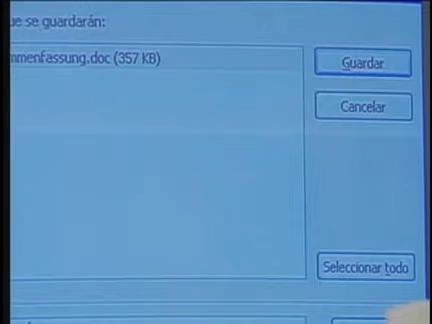 ue se guardarán:
mmenfassung.doc (357 KB)
Guardar
Cancelar
Seleccionar todo